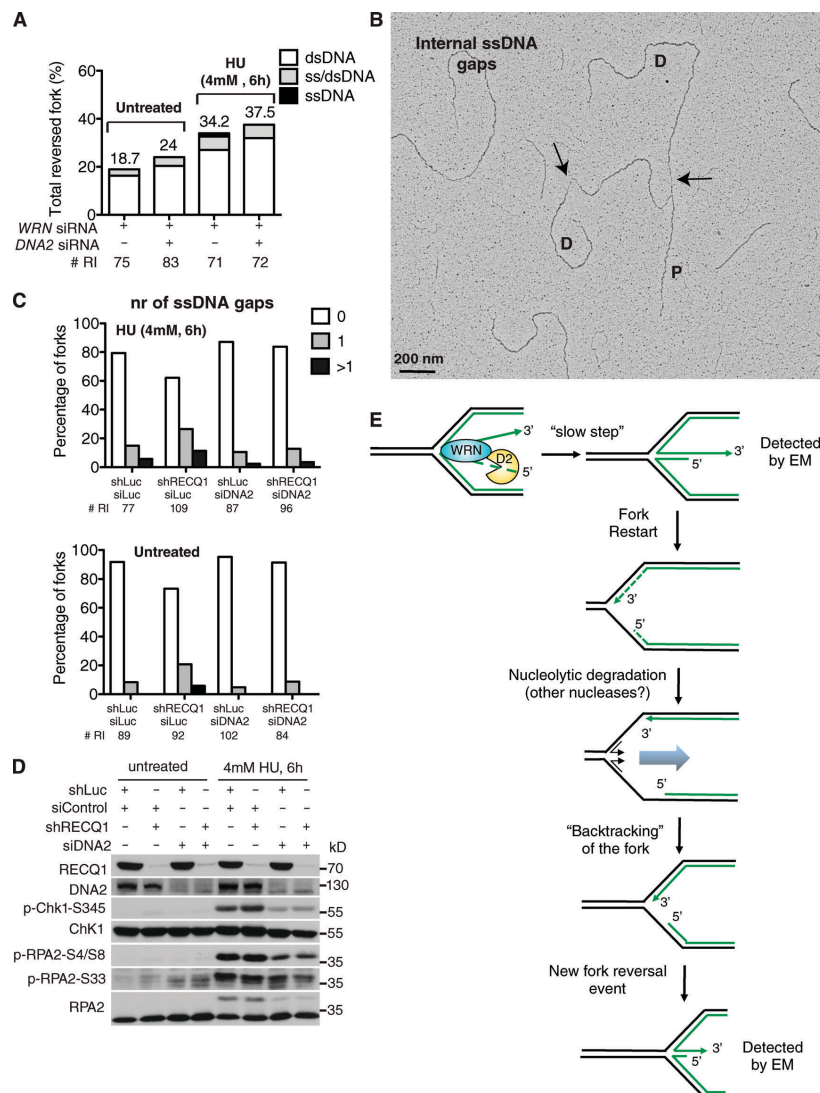 A
Total reversed fork (%)
60
40
20
0
Untreated
HU
(4mM , 6h)
18.7
24
34.2
37.5
dsDNA
ss/dsDNA
ssDNA
WRN siRNA + + + +
DNA2 siRNA – + – +
# RI 75 83 71 72
B
Internal ssDNA
gaps
D
D
P
200 nm
C
nr of ssDNA gaps
HU (4mM, 6h)
0
1
>1
Percentage of forks
100
80
60
40
20
0
shLuc shRECQ1 shLuc shRECQ1
siLuc siLuc siDNA2 siDNA2
# RI 77 109 87 96
Untreated
Percentage of forks
100
80
60
40
20
0
shLuc shRECQ1 shLuc shRECQ1
siLuc siLuc siDNA2 siDNA2
# RI 89 92 102 84
D
untreated 4mM HU, 6h
shLuc + – + – + – + –
siControl + + – – + + – –
shRECQ1 – + – + – + – +
siDNA2 – – + + – – + +
kD
RECQ1 70
DNA2 130
p-Chk1-S345 55
ChK1 55
p-RPA2-S4/S8 35
p-RPA2-S33 35
RPA2 35
E
WRN
D2
3’
5’
“slow step”
3’
5’
Detected
by EM
Fork
Restart
3’
5’
Nucleolytic degradation
(other nucleases?)
3’
5’
“Backtracking”
of the fork
3’
5’
New fork reversal
event
3’
5’
Detected
by EM